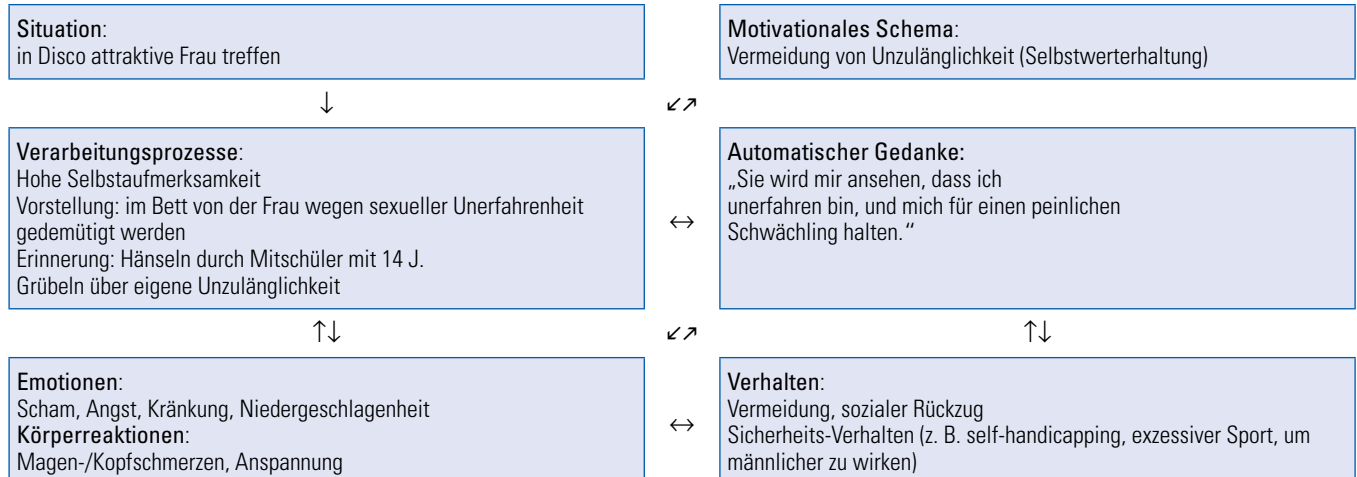 Situation:
in Disco attraktive Frau treffen
Motivationales Schema:
Vermeidung von Unzulänglichkeit (Selbstwerterhaltung)
↓
↙↗
Verarbeitungsprozesse:
Hohe Selbstaufmerksamkeit
Vorstellung: im Bett von der Frau wegen sexueller Unerfahrenheit
gedemütigt werden
Erinnerung: Hänseln durch Mitschüler mit 14 J.
Grübeln über eigene Unzulänglichkeit
↔
Automatischer Gedanke:
„Sie wird mir ansehen, dass ich
unerfahren bin, und mich für einen peinlichen
Schwächling halten.“
↑↓
↙↗
↑↓
Emotionen:
Scham, Angst, Kränkung, Niedergeschlagenheit
Körperreaktionen:
Magen-/Kopfschmerzen, Anspannung
↔
Verhalten:
Vermeidung, sozialer Rückzug
Sicherheits-Verhalten (z. B. self-handicapping, exzessiver Sport, um
männlicher zu wirken)